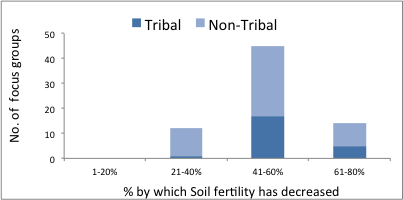 Tribal Non-Tribal
No. of focus groups
50
40
30
20
10
0
1-20% 21-40% 41-60% 61-80%
% by which Soil fertility has decreased